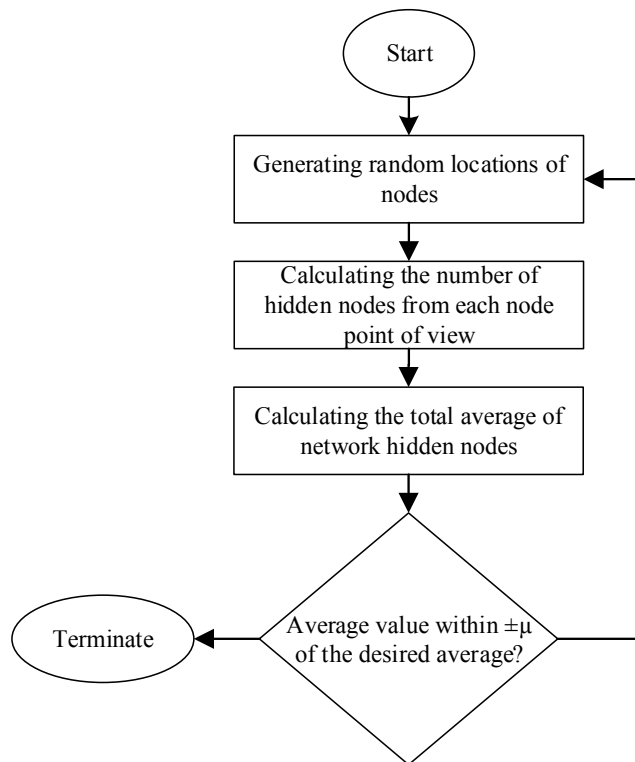 Start
Generating random locations of
nodes
Calculating the number of
hidden nodes from each node
point of view
Calculating the total average of
network hidden nodes
Average value within ±μ
of the desired average?
Terminate